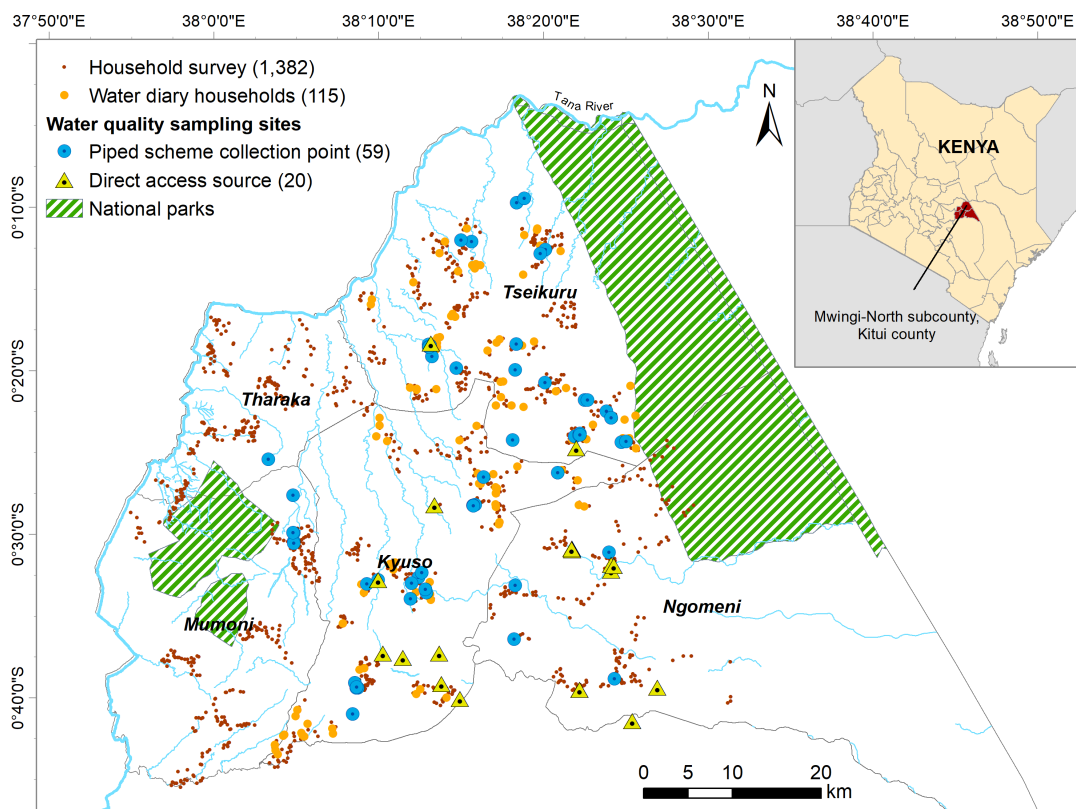 37°50'0"E 38°0'0"E 38°10'0"E 38°20'0"E 38°30'0"E 38°40'0"E 38°50'0"E
Household survey (1,382)
Water diary households (115)
Water quality sampling sites
Piped scheme collection point (59)
Direct access source (20)
National parks
Tana River
N
KENYA
Mwingi-North subcounty,
Kitui county
0°10'0"S
0°20'0"S
0°30'0"S
0°40'0"S
Tseikuru
Tharaka
Kyuso
Ngomeni
Mumoni
0 5 10 20
km